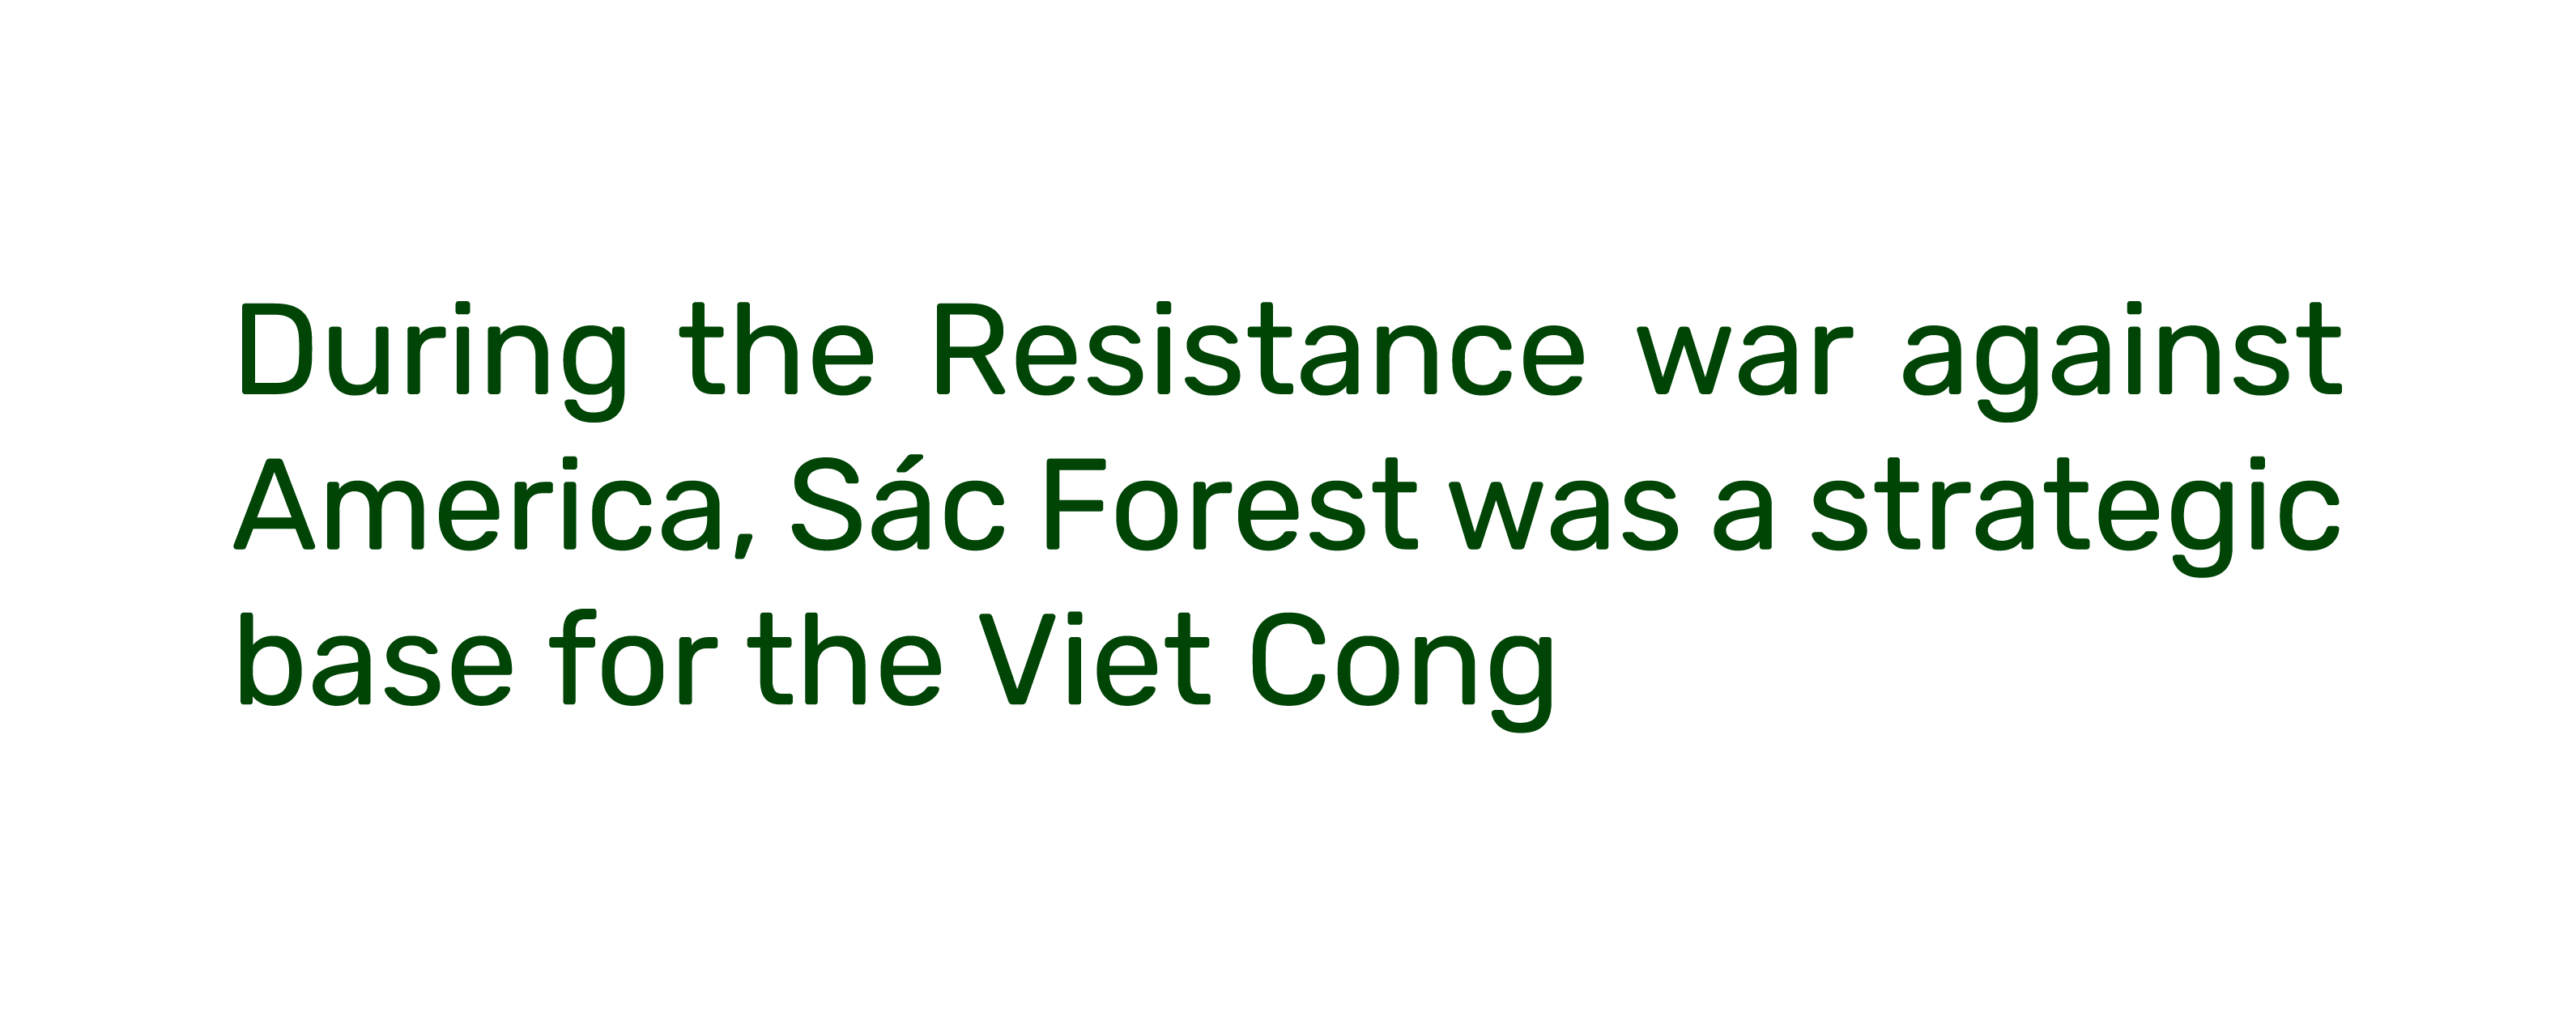 During the Resistance war against
America, Sác Forest was a strategic
base for the Viet Cong